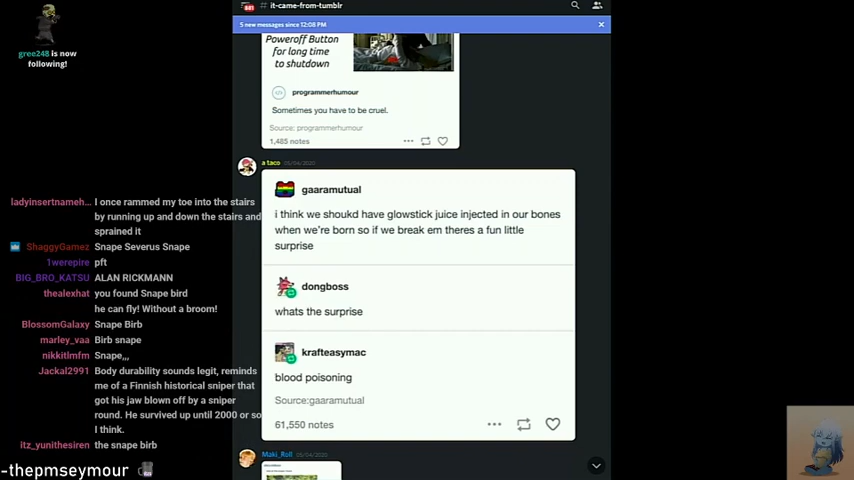 it-came-from-tumblr
5 new messages since 12:08 PM
gree248 is now
following!
Poweroff Button
for long time
to shutdown
programmerhumour
Sometimes you have to be cruel.
Source: programmerhumour
1,485 notes
a taco 05/04/2020
gaaramutual
i think we shoukd have glowstick juice injected in our bones
when we're born so if we break em theres a fun little
surprise
dongboss
whats the surprise
krafteasymac
blood poisoning
Source:gaaramutual
61,550 notes
Maki_Roll 05/04/2020
ladyinsertnameh... I once rammed my toe into the stairs
by running up and down the stairs and
sprained it
ShaggyGamez Snape Severus Snape
1werepire pft
BIG_BRO_KATSU ALAN RICKMANN
thealexhat you found Snape bird
he can fly! Without a broom!
BlossomGalaxy Snape Birb
marley_vaa Birb snape
nikkitlmfm Snape,,,
Jackal2991 Body durability sounds legit, reminds
me of a Finnish historical sniper that
got his jaw blown off by a sniper
round. He survived up until 2000 or so
I think.
itz_yunithesiren the snape birb
-thepmseymour